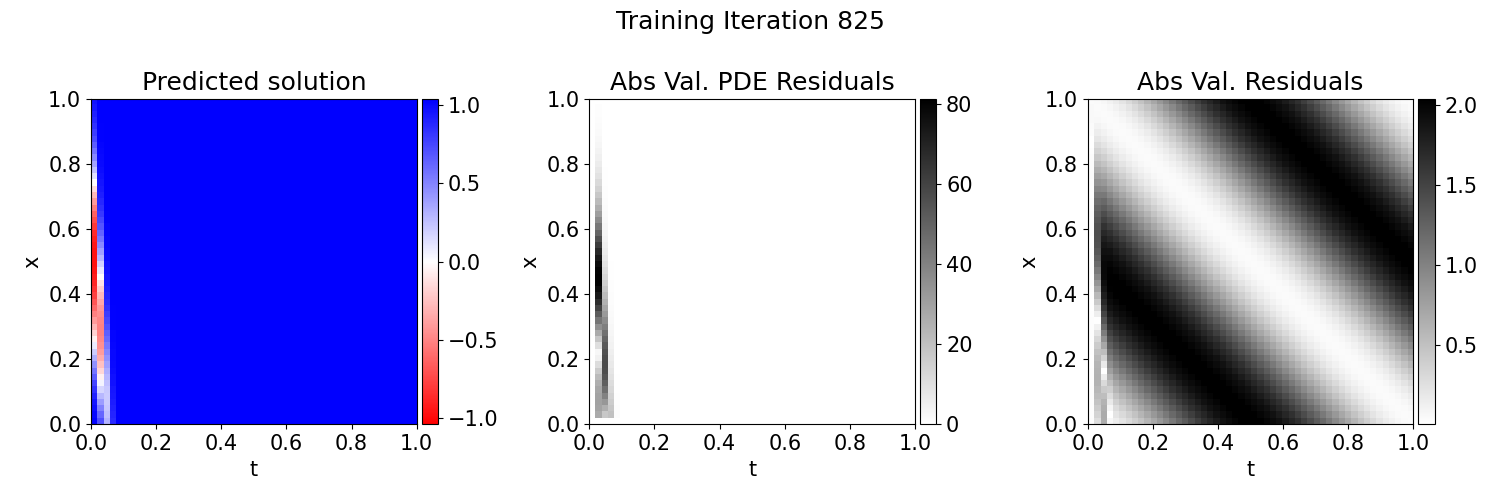 Training Iteration 825
Predicted solution
1.0
0.8
0.6
0.4
0.2
0.0
x
0.0 0.2 0.4 0.6 0.8 1.0
t
1.0
0.5
0.0
−0.5
−1.0
Abs Val. PDE Residuals
1.0
0.8
0.6
0.4
0.2
0.0
x
0.0 0.2 0.4 0.6 0.8 1.0
t
80
60
40
20
0
Abs Val. Residuals
1.0
0.8
0.6
0.4
0.2
0.0
x
0.0 0.2 0.4 0.6 0.8 1.0
t
2.0
1.5
1.0
0.5